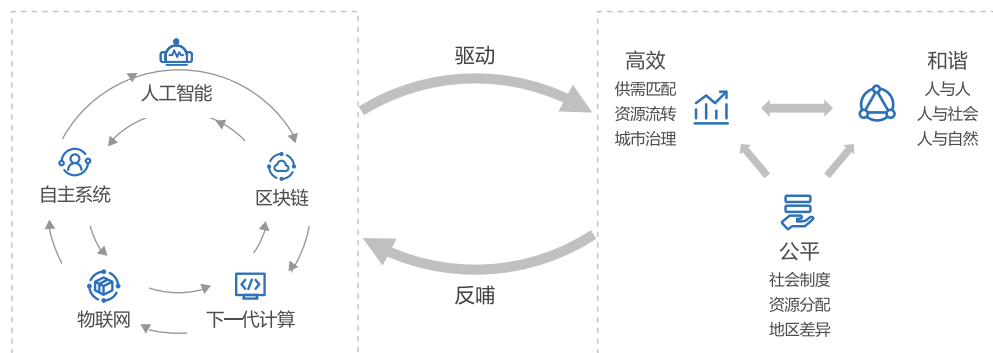 人工智能
自主系统
区块链
物联网
下一代计算
驱动
反哺
高效
供需匹配
资源流转
城市治理
和谐
人与人
人与社会
人与自然
公平
社会制度
资源分配
地区差异